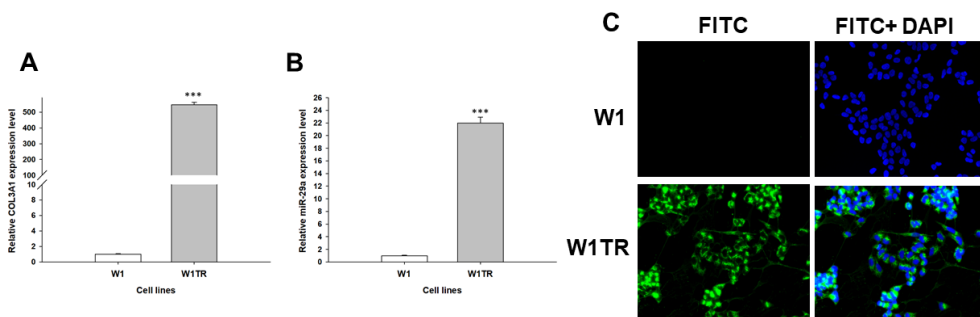 A
Relative COL3A1 expression level
500
400
300
200
100
10
8
6
4
2
0
***
W1
W1TR
Cell lines
B
Relative miR-29a expression level
26
24
22
20
18
16
14
12
10
8
6
4
2
0
***
W1
W1TR
Cell lines
C
FITC
FITC+ DAPI
W1
W1TR